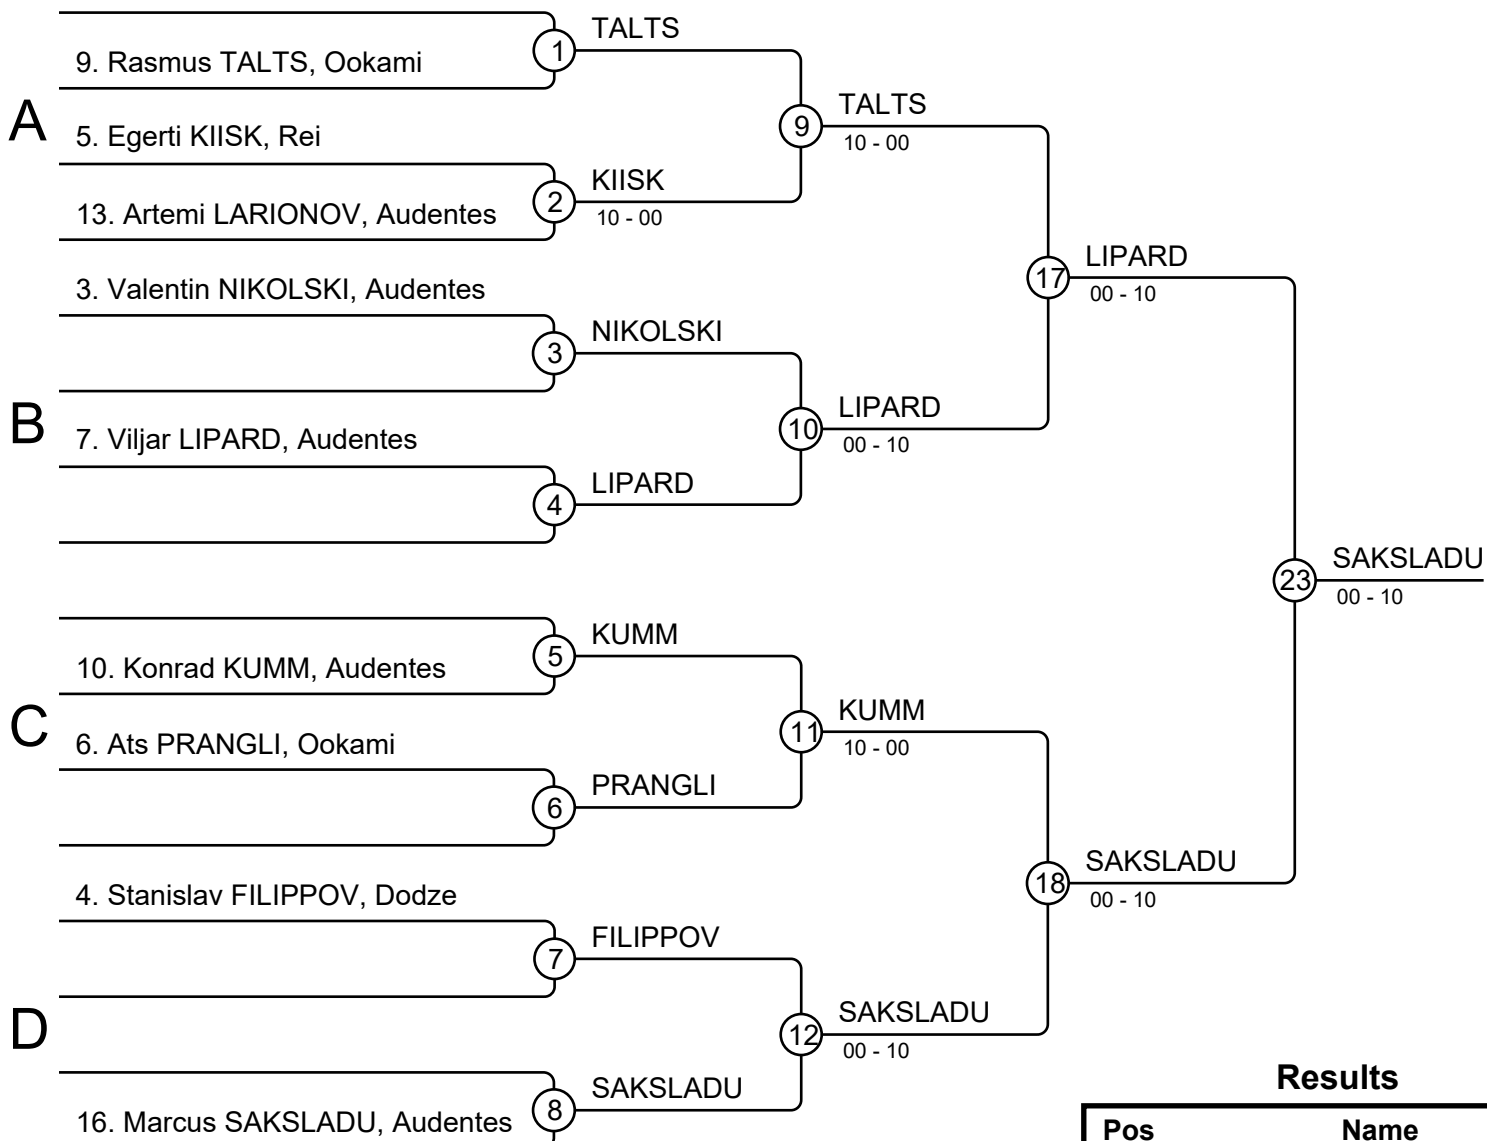 A
9. Rasmus TALTS, Ookami
1
TALTS
5. Egerti KIISK, Rei
13. Artemi LARIONOV, Audentes
2
KIISK
10 - 00
9
TALTS
10 - 00
B
3. Valentin NIKOLSKI, Audentes
3
NIKOLSKI
7. Viljar LIPARD, Audentes
4
LIPARD
10
LIPARD
00 - 10
17
LIPARD
00 - 10
C
10. Konrad KUMM, Audentes
5
KUMM
6. Ats PRANGLI, Ookami
6
PRANGLI
11
KUMM
10 - 00
D
4. Stanislav FILIPPOV, Dodze
7
FILIPPOV
16. Marcus SAKSLADU, Audentes
8
SAKSLADU
12
SAKSLADU
00 - 10
18
SAKSLADU
00 - 10
23
SAKSLADU
00 - 10
Results
Pos Name